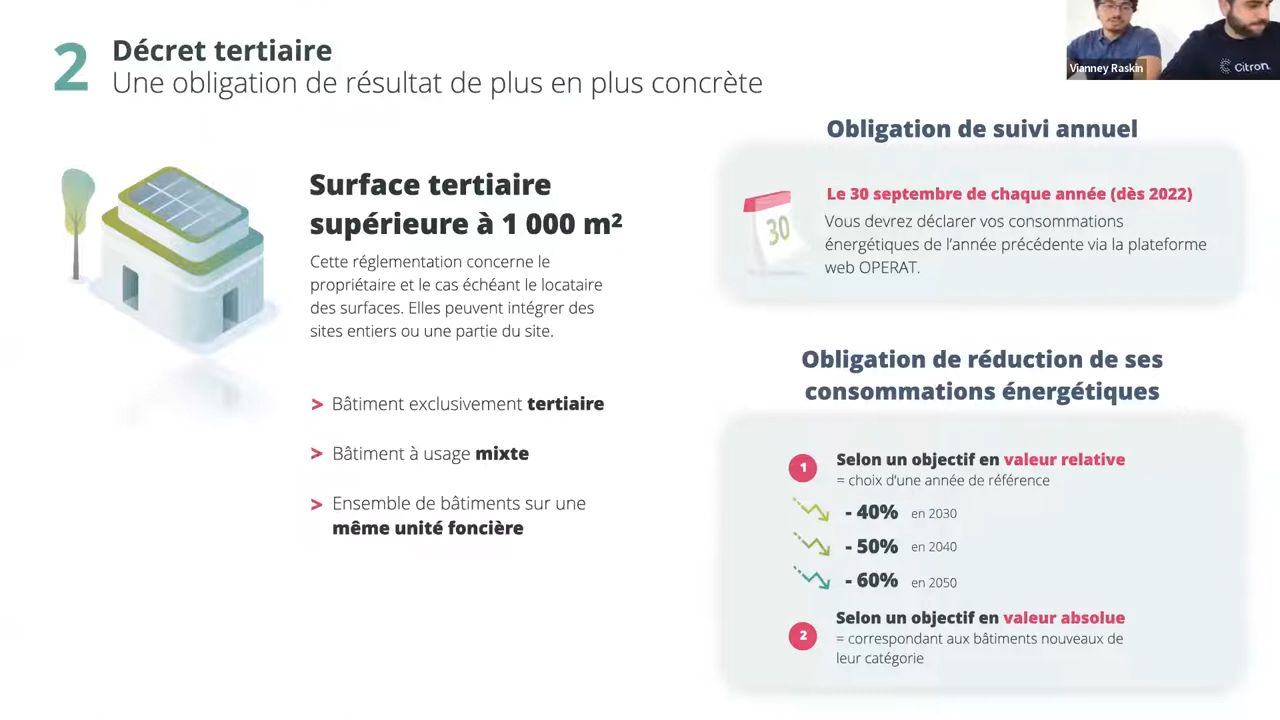 2
Décret tertiaire
Une obligation de résultat de plus en plus concrète
Vianney Raskin
Citron
Surface tertiaire
supérieure à 1 000 m²
Cette réglementation concerne le
propriétaire et le cas échéant le locataire
des surfaces. Elles peuvent intégrer des
sites entiers ou une partie du site.
> Bâtiment exclusivement tertiaire
> Bâtiment à usage mixte
> Ensemble de bâtiments sur une
même unité foncière
Obligation de suivi annuel
30
Le 30 septembre de chaque année (dès 2022)
Vous devrez déclarer vos consommations
énergétiques de l'année précédente via la plateforme
web OPERAT.
Obligation de réduction de ses
consommations énergétiques
1 Selon un objectif en valeur relative
= choix d'une année de référence
- 40% en 2030
- 50% en 2040
- 60% en 2050
2 Selon un objectif en valeur absolue
= correspondant aux bâtiments nouveaux de
leur catégorie